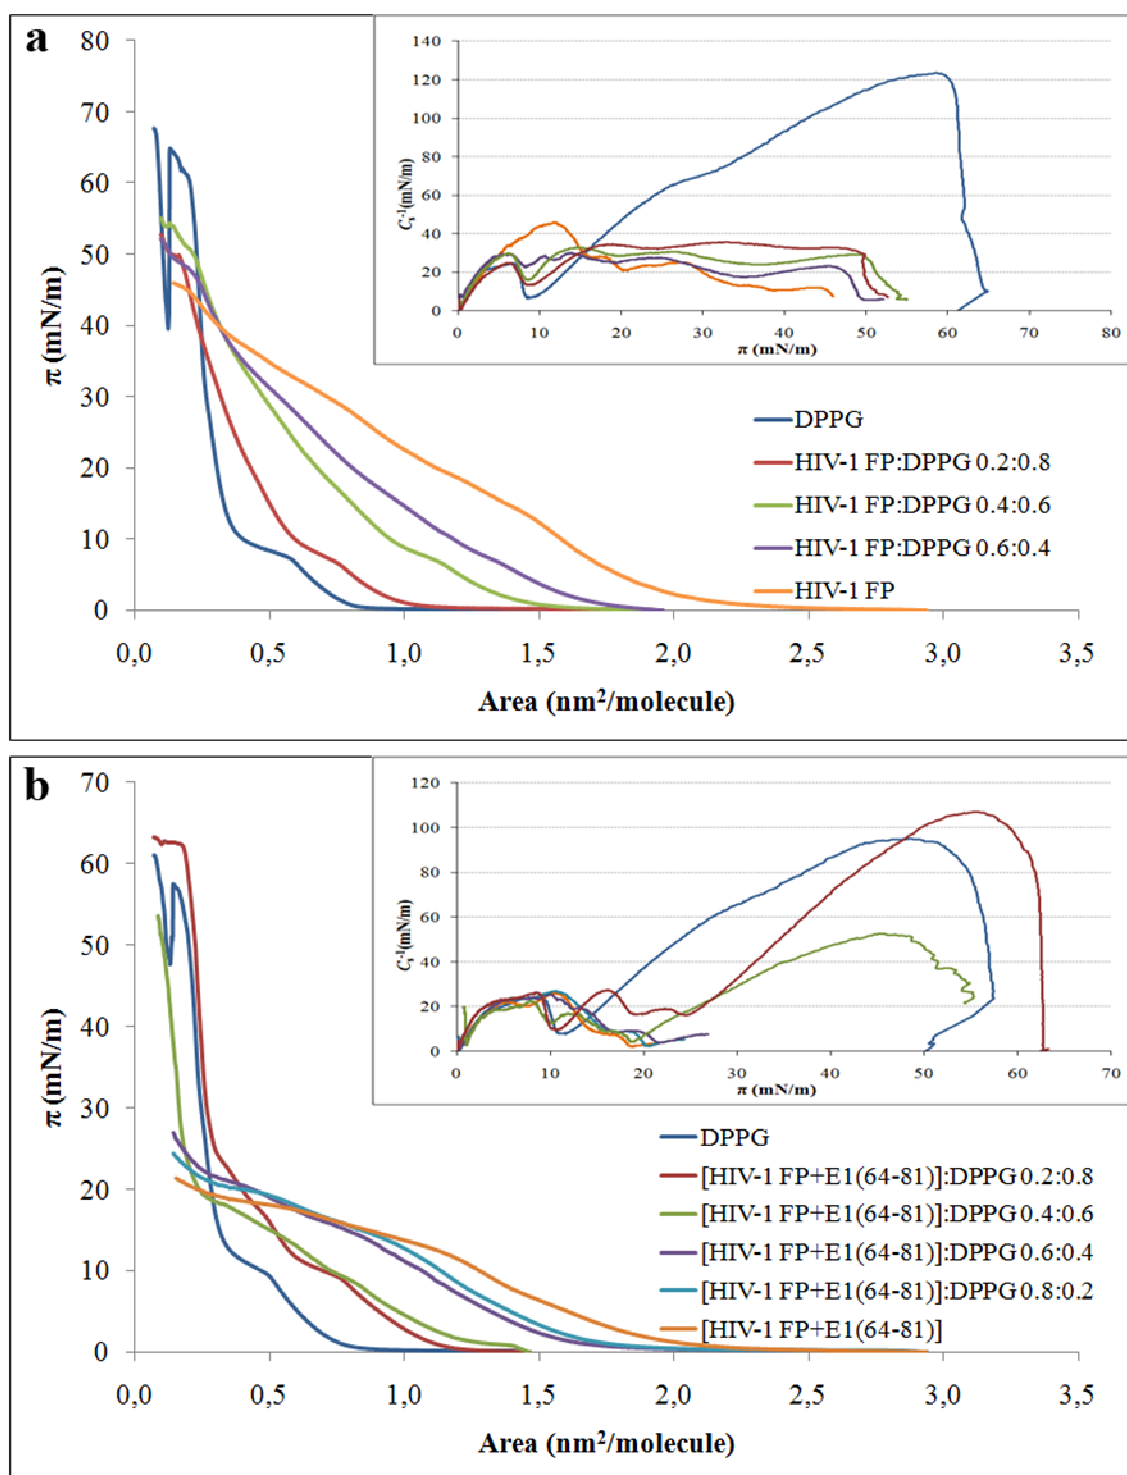 a
80
70
60
50
40
30
20
10
0
π (mN/m)
0,0 0,5 1,0 1,5 2,0 2,5 3,0 3,5
Area (nm²/molecule)
140
120
100
80
60
40
20
0
Cs⁻¹(mN/m)
0 10 20 30 40 50 60 70 80
π (mN/m)
DPPG
HIV-1 FP:DPPG 0.2:0.8
HIV-1 FP:DPPG 0.4:0.6
HIV-1 FP:DPPG 0.6:0.4
HIV-1 FP
b
70
60
50
40
30
20
10
0
π (mN/m)
0,0 0,5 1,0 1,5 2,0 2,5 3,0 3,5
Area (nm²/molecule)
120
100
80
60
40
20
0
Cs⁻¹(mN/m)
0 10 20 30 40 50 60 70
π (mN/m)
DPPG
[HIV-1 FP+E1(64-81)]:DPPG 0.2:0.8
[HIV-1 FP+E1(64-81)]:DPPG 0.4:0.6
[HIV-1 FP+E1(64-81)]:DPPG 0.6:0.4
[HIV-1 FP+E1(64-81)]:DPPG 0.8:0.2
[HIV-1 FP+E1(64-81)]